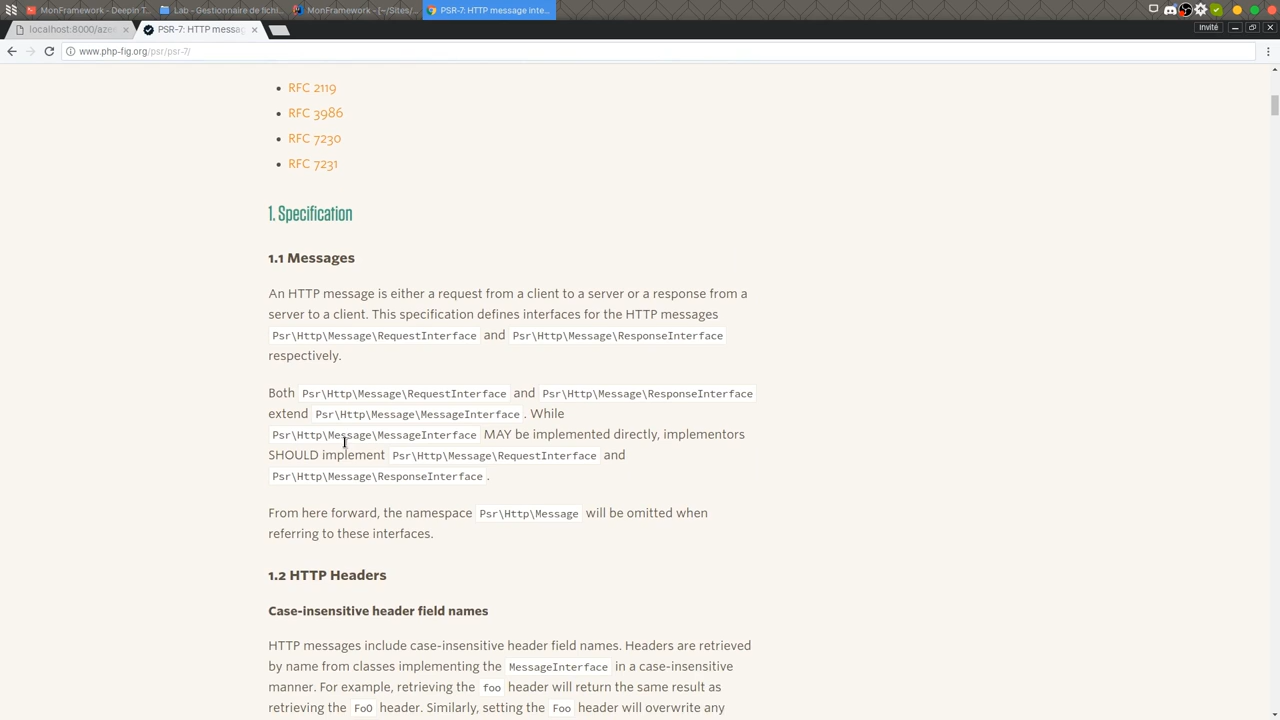 MonFramework - Deepin T...
Lab - Gestionnaire de fichi...
MonFramework - [~/Sites/...
PSR-7: HTTP message inte...
localhost:8000/aze
PSR-7: HTTP messag
Invité
www.php-fig.org/psr/psr-7/
• RFC 2119
• RFC 3986
• RFC 7230
• RFC 7231
1. Specification
1.1 Messages
An HTTP message is either a request from a client to a server or a response from a
server to a client. This specification defines interfaces for the HTTP messages
Psr\Http\Message\RequestInterface and Psr\Http\Message\ResponseInterface
respectively.
Both Psr\Http\Message\RequestInterface and Psr\Http\Message\ResponseInterface
extend Psr\Http\Message\MessageInterface . While
Psr\Http\Message\MessageInterface MAY be implemented directly, implementors
SHOULD implement Psr\Http\Message\RequestInterface and
Psr\Http\Message\ResponseInterface .
From here forward, the namespace Psr\Http\Message will be omitted when
referring to these interfaces.
1.2 HTTP Headers
Case-insensitive header field names
HTTP messages include case-insensitive header field names. Headers are retrieved
by name from classes implementing the MessageInterface in a case-insensitive
manner. For example, retrieving the foo header will return the same result as
retrieving the FoO header. Similarly, setting the Foo header will overwrite any